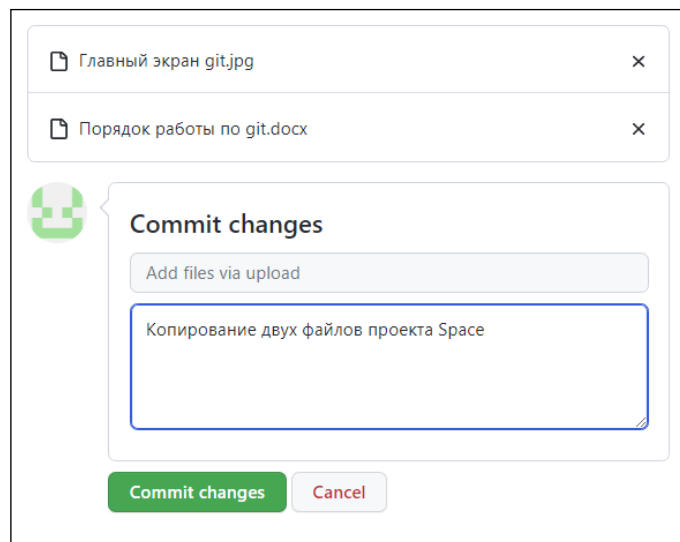 Главный экран git.jpg
Порядок работы по git.docx
Commit changes
Add files via upload
Копирование двух файлов проекта Space
Commit changes
Cancel